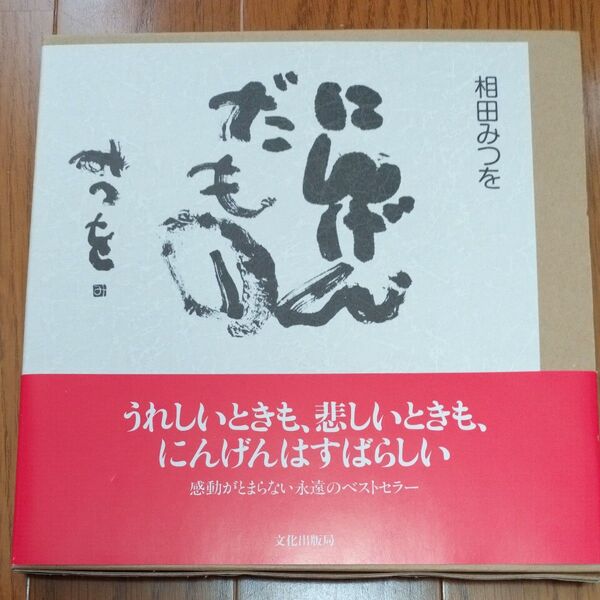 相田みつを
にんげん
だもの
みつを
み
うれしいときも、悲しいときも、
にんげんはすばらしい
感動がとまらない永遠のベストセラー
文化出版局